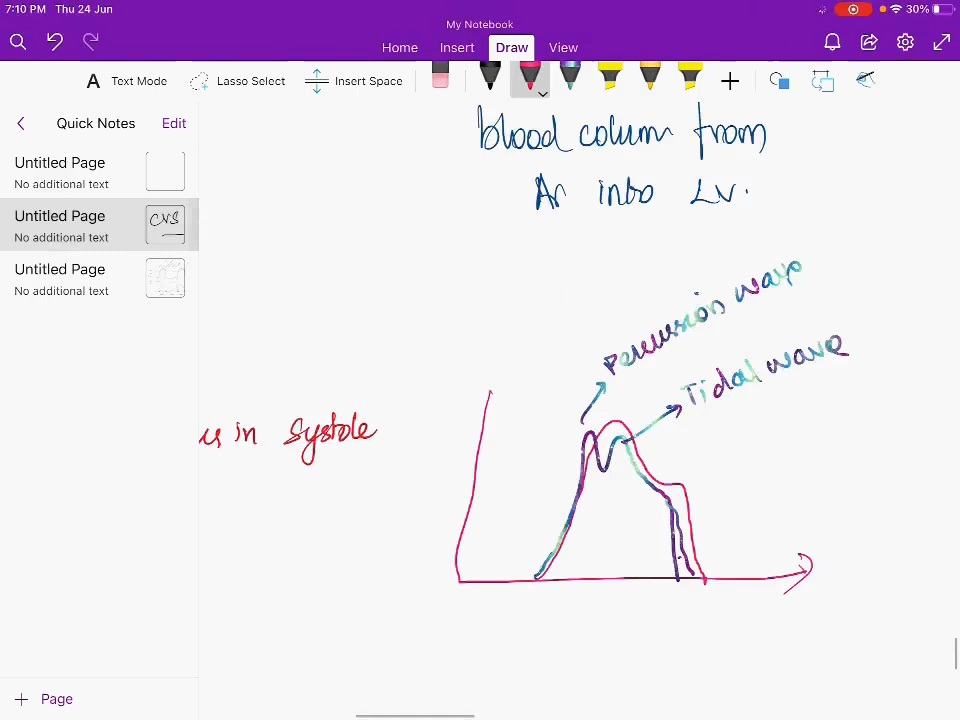 7:10 PM Thu 24 Jun
30%
My Notebook
Home Insert Draw View
Text Mode Lasso Select Insert Space
Quick Notes Edit
Untitled Page
No additional text
Untitled Page
No additional text
CNS
Untitled Page
No additional text
Page
blood column from
into LV.
Percussion wave
Tidal wave
in systole